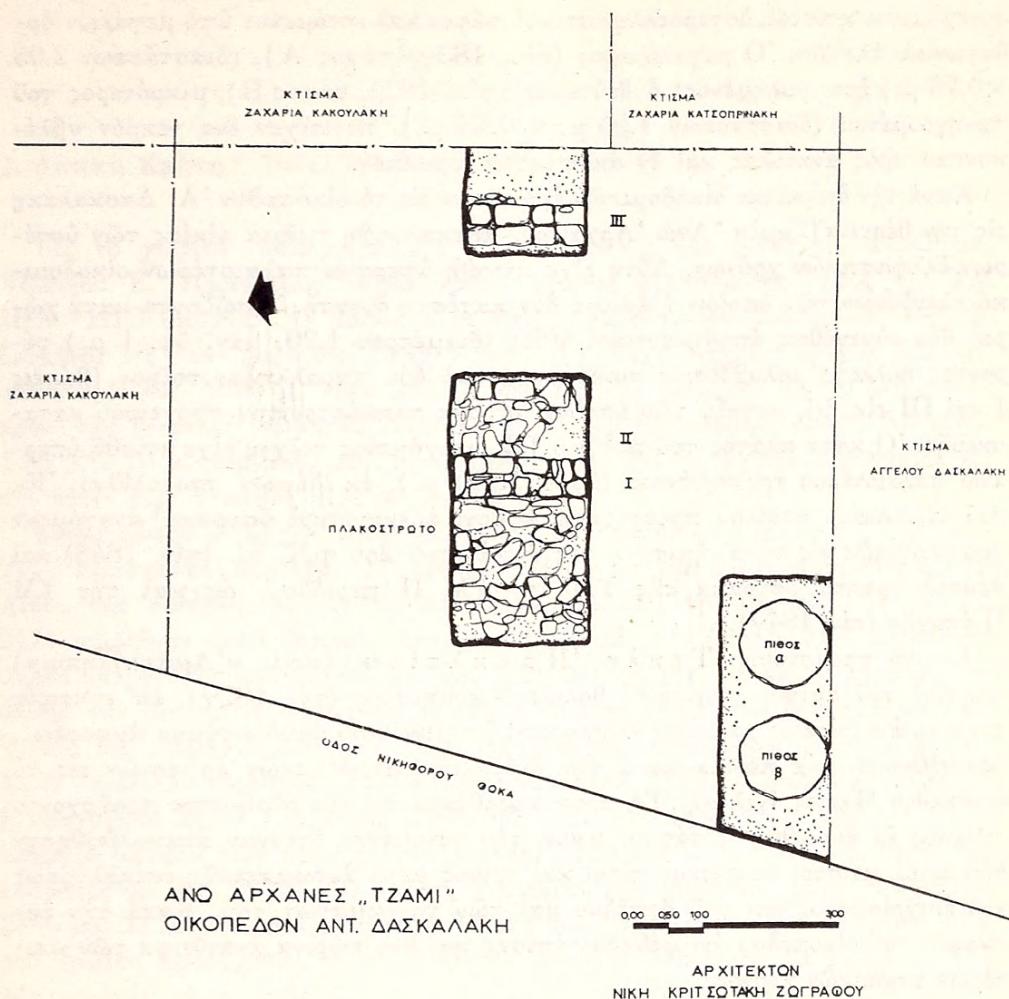 ΚΤΙΣΜΑ
ΖΑΧΑΡΙΑ ΚΑΚΟΥΛΑΚΗ
ΚΤΙΣΜΑ
ΖΑΧΑΡΙΑ ΚΑΤΣΟΠΡΙΝΑΚΗ
III
ΚΤΙΣΜΑ
ΖΑΧΑΡΙΑ ΚΑΚΟΥΛΑΚΗ
II
I
ΚΤΙΣΜΑ
ΑΓΓΕΛΟΥ ΔΑΣΚΑΛΑΚΗ
ΠΛΑΚΟΣΤΡΩΤΟ
ΠΙΘΟΣ
α
ΠΙΘΟΣ
β
ΟΔΟΣ ΝΙΚΗΦΟΡΟΥ ΦΩΚΑ
ΑΝΩ ΑΡΧΑΝΕΣ „ΤΖΑΜΙ"
ΟΙΚΟΠΕΔΟΝ ΑΝΤ. ΔΑΣΚΑΛΑΚΗ
0,00 0,50 1,00 3,00
ΑΡΧΙΤΕΚΤΩΝ
ΝΙΚΗ ΚΡΙΤΣΩΤΑΚΗ ΖΩΓΡΑΦΟΥ